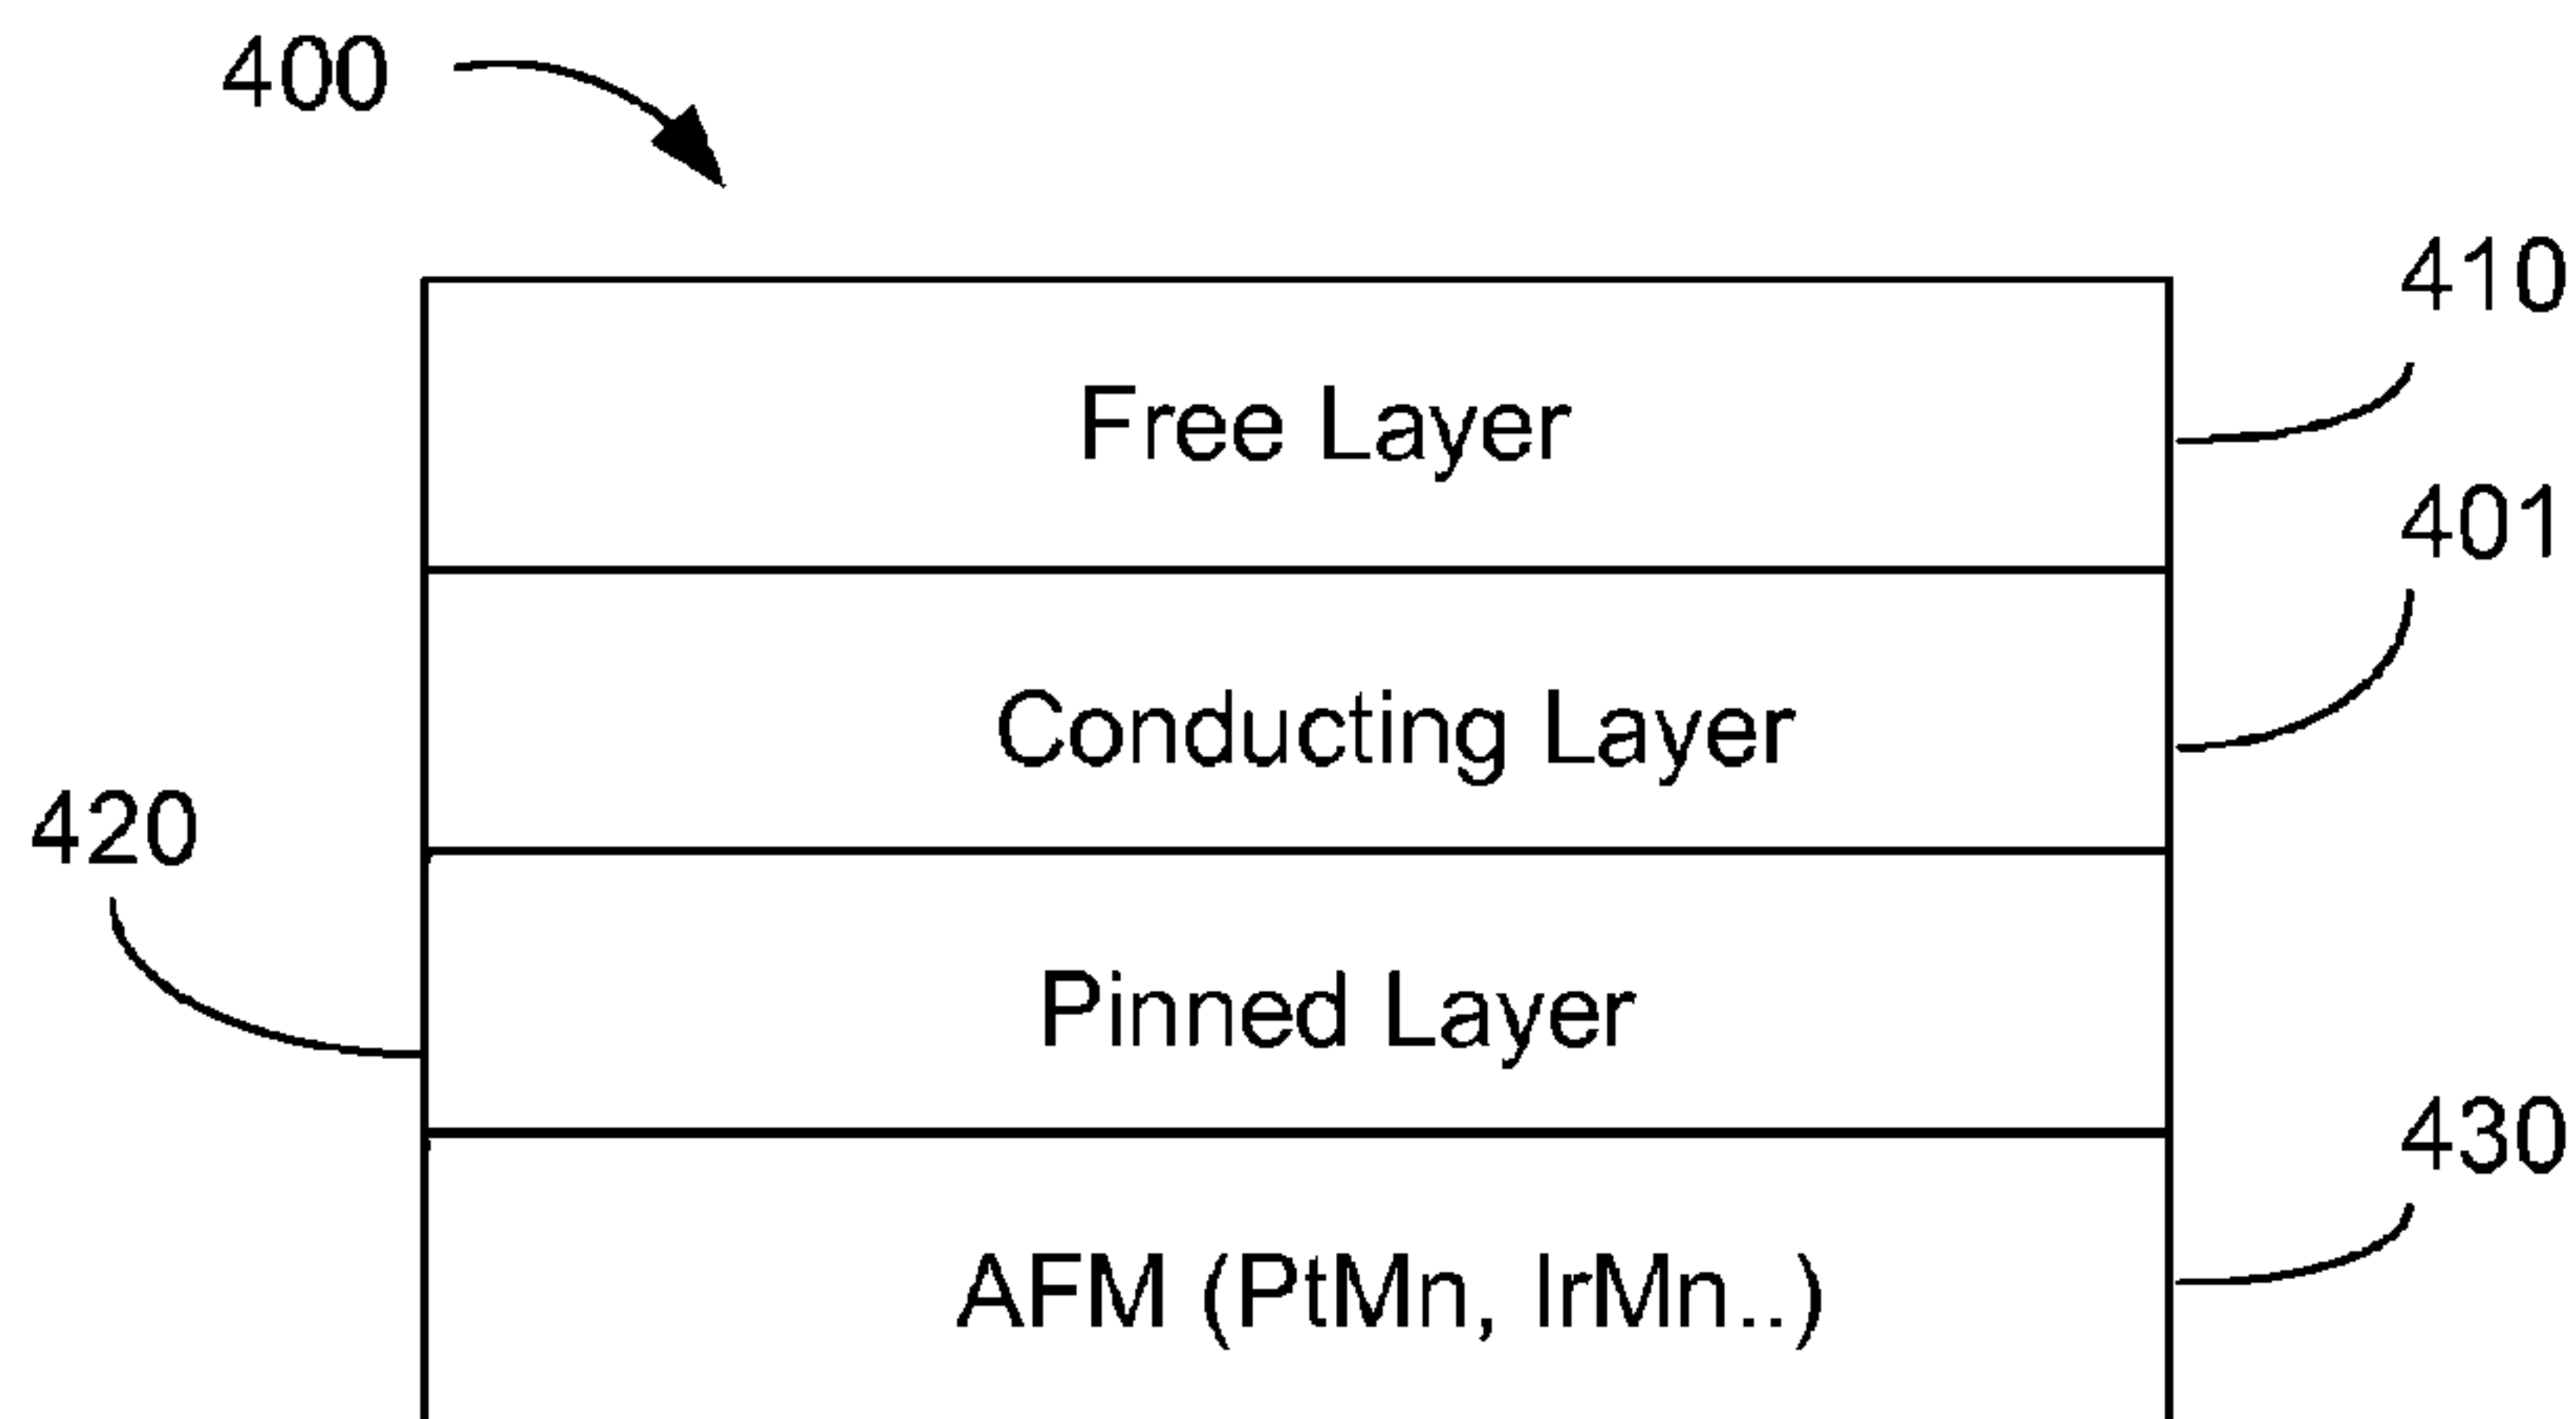 400
410
Free Layer
401
Conducting Layer
420
Pinned Layer
430
AFM (PtMn, IrMn..)